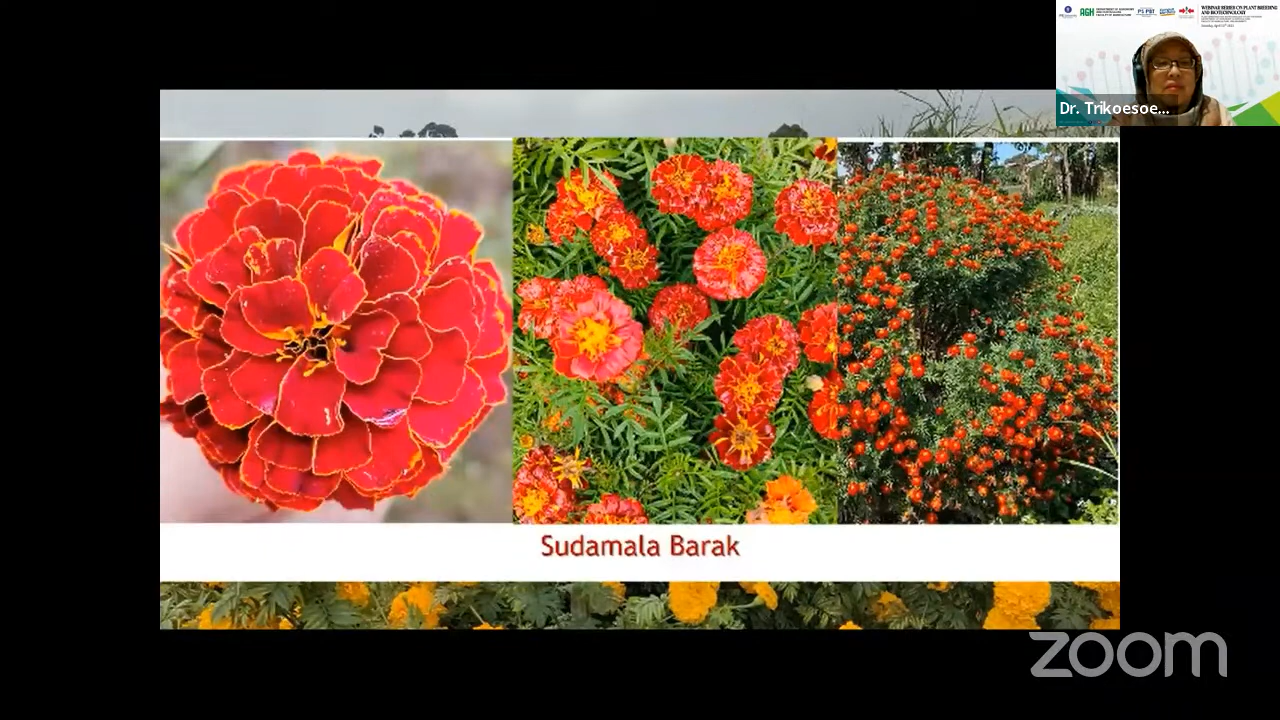 AGH
WEBINAR SERIES ON PLANT BREEDING
AND BIOTECHNOLOGY
Dr. Trikoesoe...
Sudamala Barak
zoom